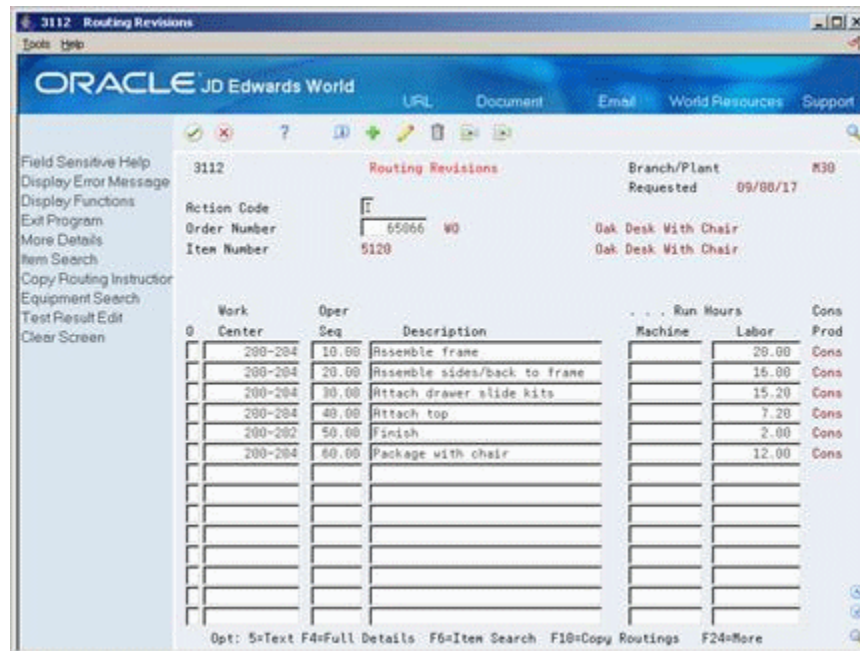 3112 Routing Revisions
Tools Help
ORACLE JD Edwards World
URL Document Email World Resources Support
Field Sensitive Help
Display Error Message
Display Functions
Exit Program
More Details
Item Search
Copy Routing Instruction
Equipment Search
Test Result Edit
Clear Screen
3112 Routing Revisions Branch/Plant M30
Requested 09/08/17
Action Code I
Order Number 65066 WO Oak Desk With Chair
Item Number 5120 Oak Desk With Chair
Work Oper . . . Run Hours Cons
O Center Seq Description Machine Labor Prod
200-204 10.00 Assemble frame 20.00 Cons
200-204 20.00 Assemble sides/back to frame 16.00 Cons
200-204 30.00 Attach drawer slide kits 15.20 Cons
200-204 40.00 Attach top 7.20 Cons
200-202 50.00 Finish 2.00 Cons
200-204 60.00 Package with chair 12.00 Cons
Opt: 5=Text F4=Full Details F6=Item Search F10=Copy Routings F24=More